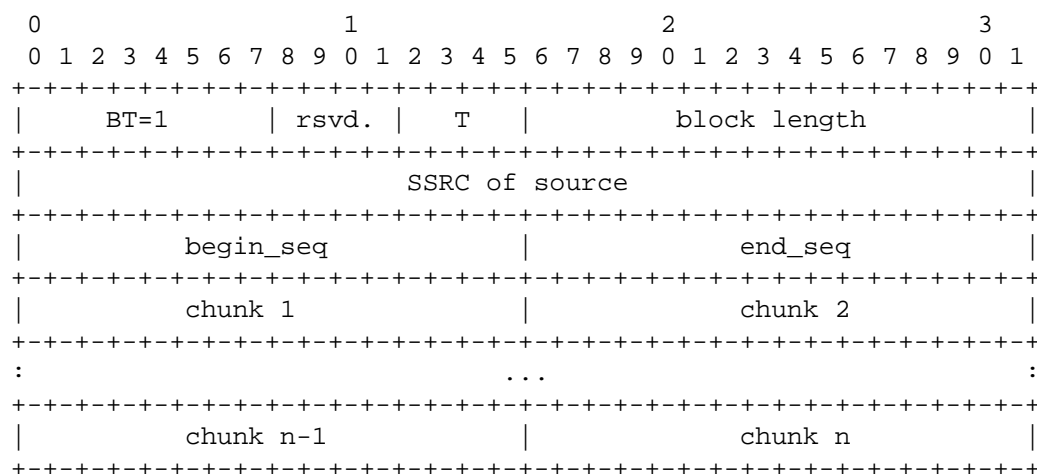 0                   1                   2                   3
 0 1 2 3 4 5 6 7 8 9 0 1 2 3 4 5 6 7 8 9 0 1 2 3 4 5 6 7 8 9 0 1
+-+-+-+-+-+-+-+-+-+-+-+-+-+-+-+-+-+-+-+-+-+-+-+-+-+-+-+-+-+-+-+-+
|     BT=1      | rsvd. |   T   |         block length          |
+-+-+-+-+-+-+-+-+-+-+-+-+-+-+-+-+-+-+-+-+-+-+-+-+-+-+-+-+-+-+-+-+
|                        SSRC of source                         |
+-+-+-+-+-+-+-+-+-+-+-+-+-+-+-+-+-+-+-+-+-+-+-+-+-+-+-+-+-+-+-+-+
|          begin_seq            |             end_seq           |
+-+-+-+-+-+-+-+-+-+-+-+-+-+-+-+-+-+-+-+-+-+-+-+-+-+-+-+-+-+-+-+-+
|          chunk 1              |             chunk 2           |
+-+-+-+-+-+-+-+-+-+-+-+-+-+-+-+-+-+-+-+-+-+-+-+-+-+-+-+-+-+-+-+-+
:                              ...                              :
+-+-+-+-+-+-+-+-+-+-+-+-+-+-+-+-+-+-+-+-+-+-+-+-+-+-+-+-+-+-+-+-+
|          chunk n-1            |             chunk n           |
+-+-+-+-+-+-+-+-+-+-+-+-+-+-+-+-+-+-+-+-+-+-+-+-+-+-+-+-+-+-+-+-+